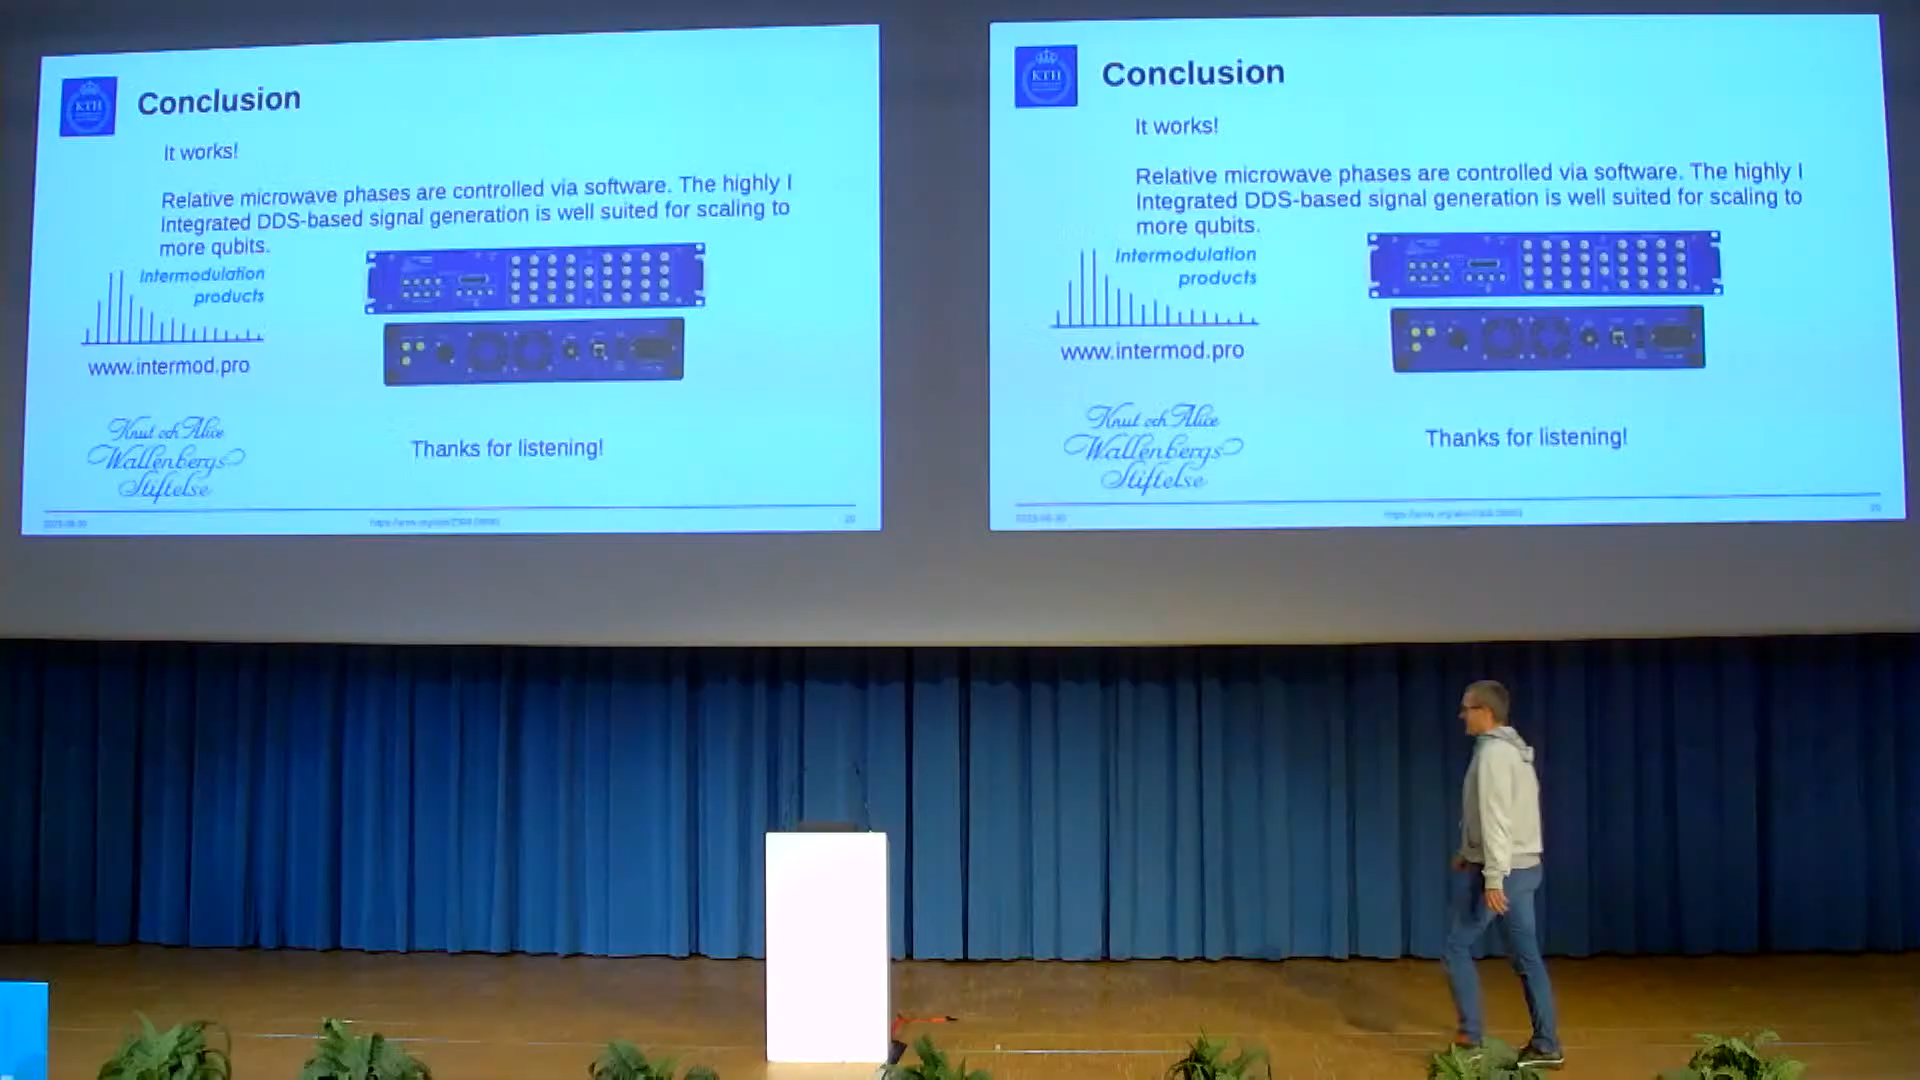 KTH
Conclusion
It works!
Relative microwave phases are controlled via software. The highly I
Integrated DDS-based signal generation is well suited for scaling to
more qubits.
Intermodulation
products
www.intermod.pro
Knut och Alice
Wallenbergs
Stiftelse
Thanks for listening!
KTH
Conclusion
It works!
Relative microwave phases are controlled via software. The highly I
Integrated DDS-based signal generation is well suited for scaling to
more qubits.
Intermodulation
products
www.intermod.pro
Knut och Alice
Wallenbergs
Stiftelse
Thanks for listening!